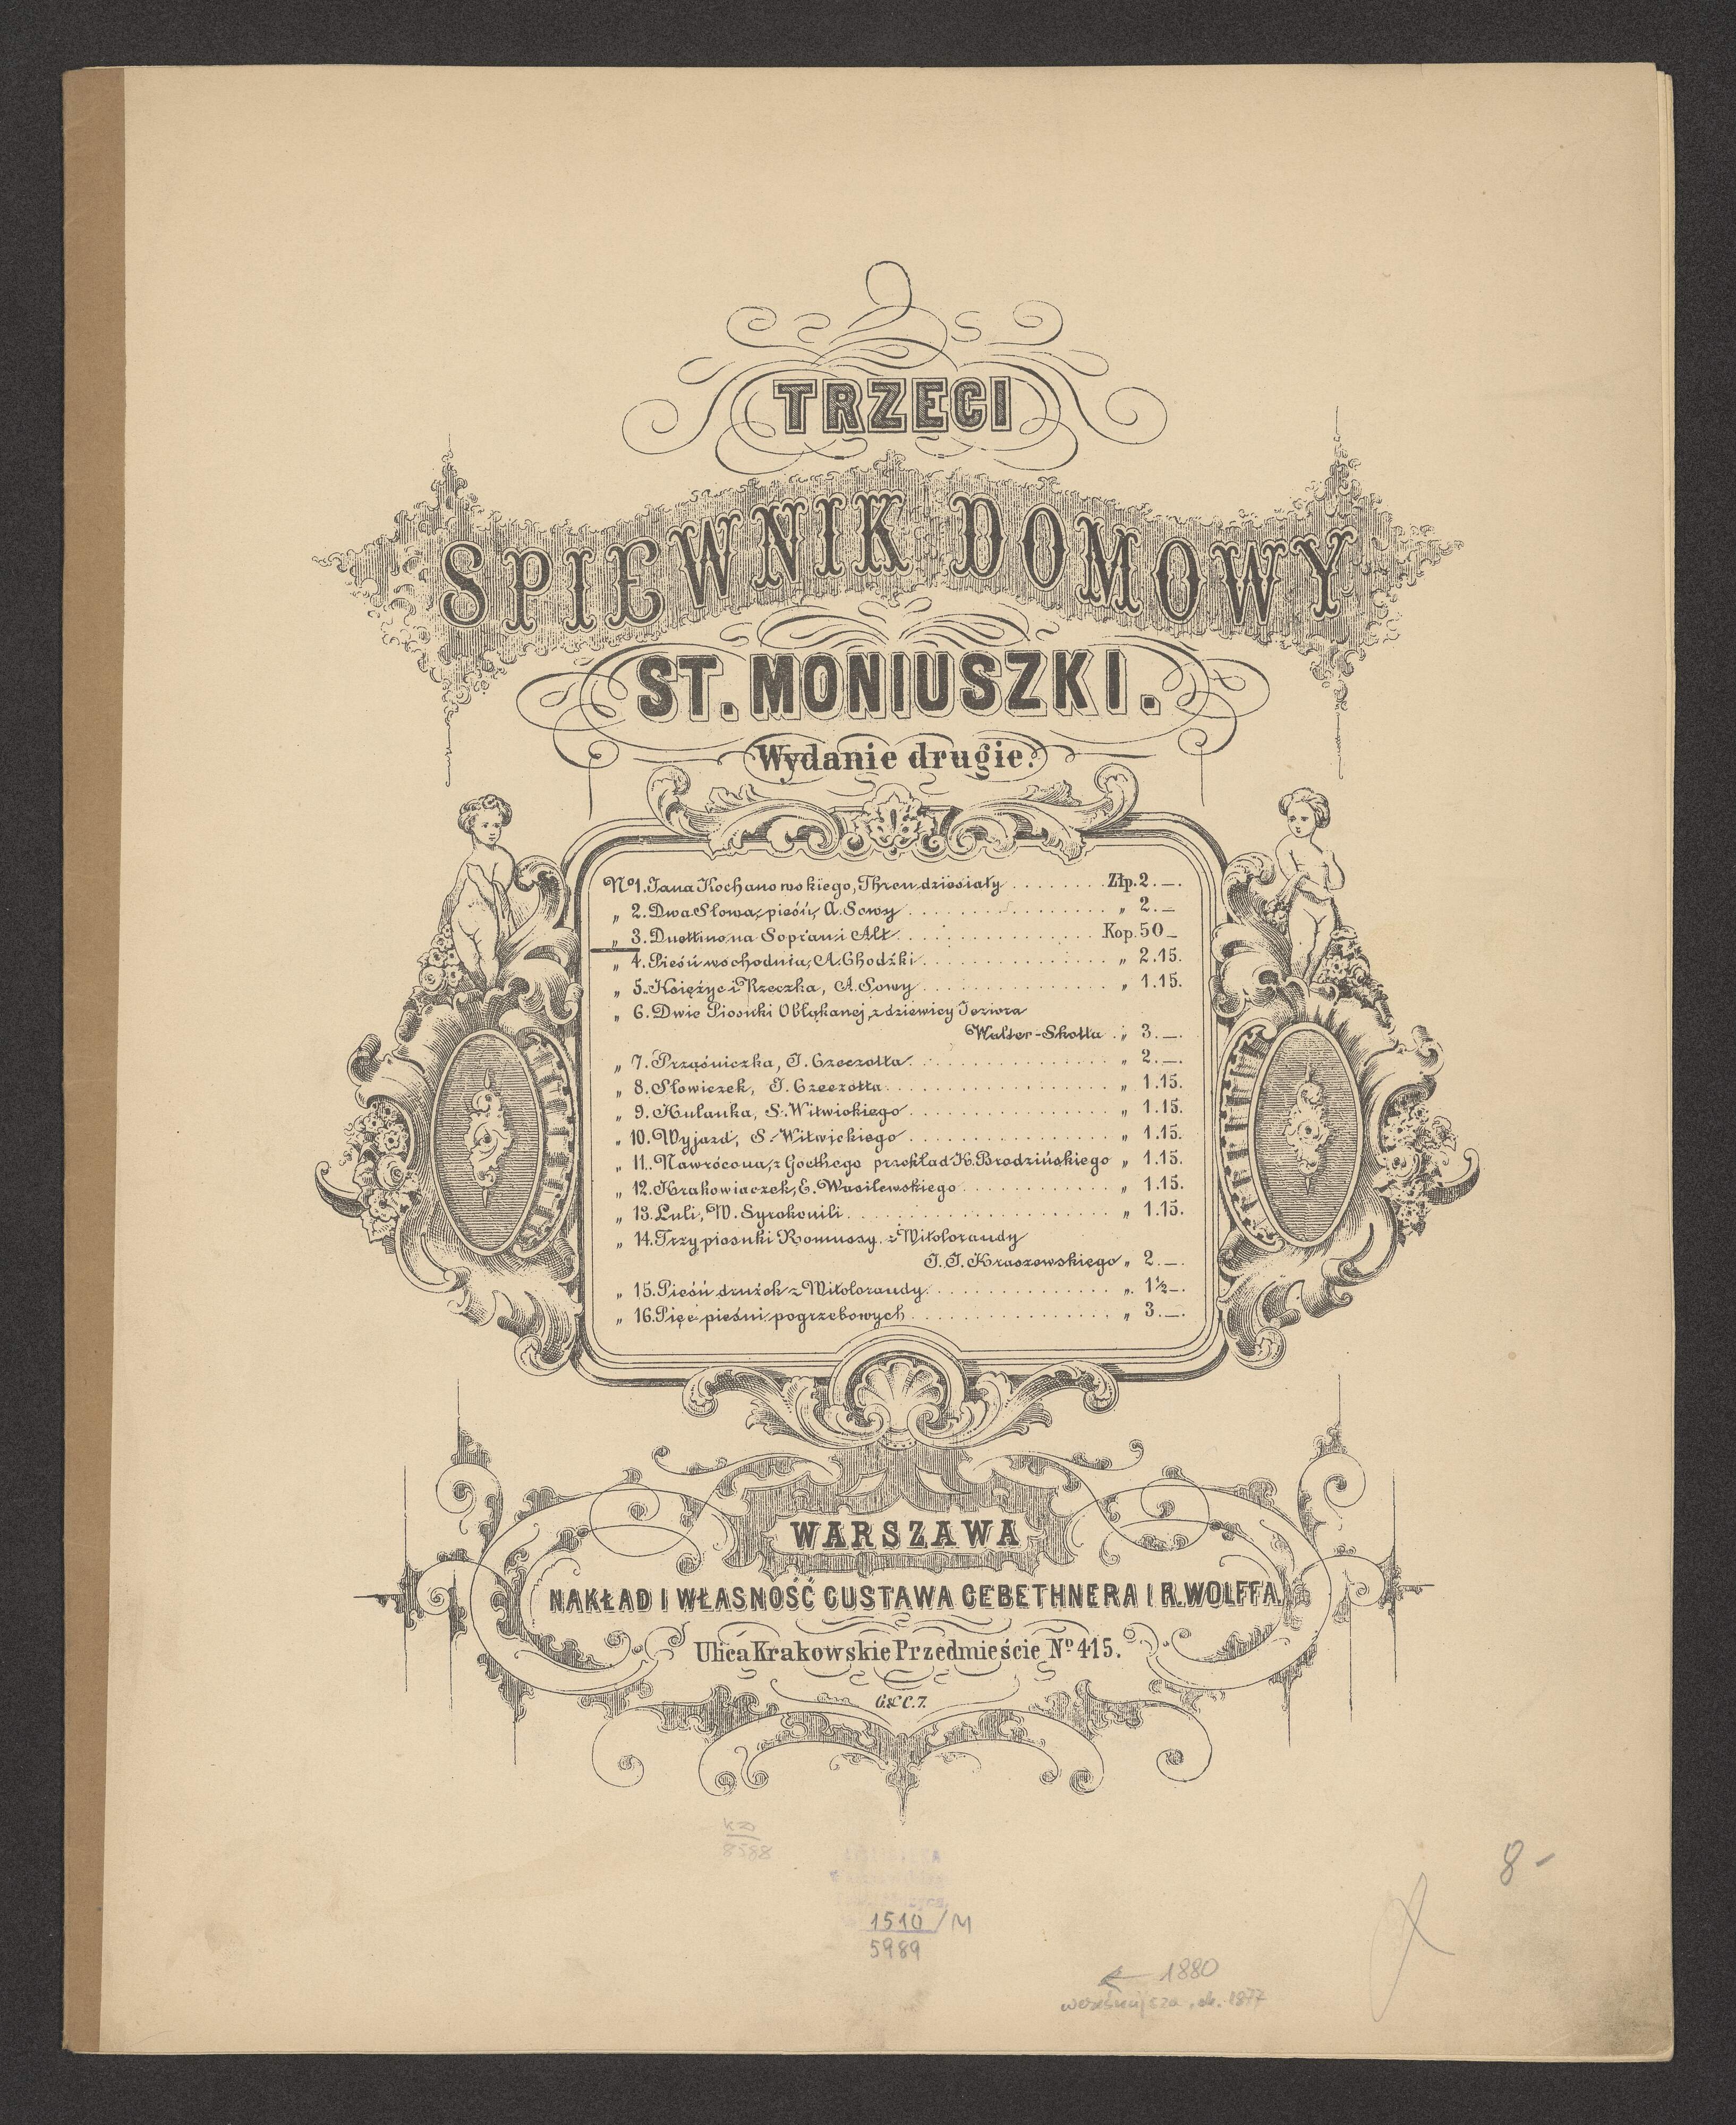 TRZECI
SPIEWNIK DOMOWY
ST. MONIUSZKI.
Wydanie drugie.
No 1. Jana Kochanowskiego, Thren dziesiąty . . . . . . . . Złp. 2. —.
„ 2. Dwa Słowa, pieśń, A. Sowy . . . . . . . . „ 2. —
„ 3. Duettino, na Sopran i Alt . . . . . . . . Kop. 50 —
„ 4. Pieśń wschodnia, A. Chodźki . . . . . . . . „ 2.15.
„ 5. Księżyc i Rzeczka, A. Sowy . . . . . . . . „ 1.15.
„ 6. Dwie Piosnki Obłąkanej, z dziewicy Jeziora
Walter-Skotta . „ 3. —.
„ 7. Prząśniczka, J. Czeczotta . . . . . . . . „ 2. —.
„ 8. Słowiczek, J. Czeczotta . . . . . . . . „ 1.15.
„ 9. Hulanka, S. Witwickiego . . . . . . . . „ 1.15.
„ 10. Wyjazd, S. Witwickiego . . . . . . . . „ 1.15.
„ 11. Nawrócona, z Goethego przekład K. Brodzińskiego „ 1.15.
„ 12. Krakowiaczek, E. Wasilewskiego . . . . . . . . „ 1.15.
„ 13. Luli, W. Syrokomli . . . . . . . . „ 1.15.
„ 14. Trzy piosnki Romussy. z Witoloraudy
J. I. Kraszewskiego „ 2. —.
„ 15. Pieśń drużek z Witoloraudy . . . . . . . . „ 1½ —.
„ 16. Pięć pieśni pogrzebowych . . . . . . . . „ 3. —.
WARSZAWA
NAKŁAD I WŁASNOŚĆ GUSTAWA GEBETHNERA I R. WOLFFA.
Ulica Krakowskie Przedmieście No. 415.
G. & C. 7.
8588
8 -
1510/M
5989
← 1880